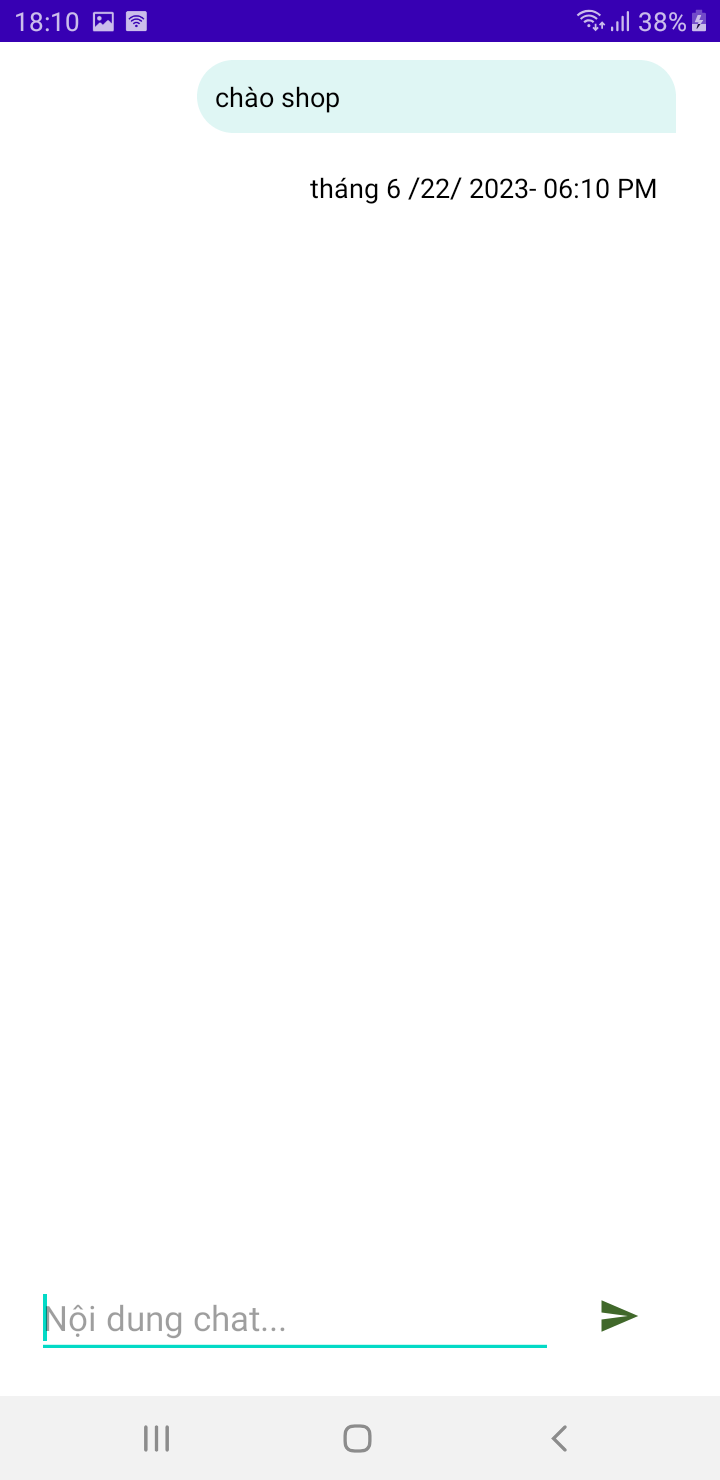 18:10 38%
chào shop
tháng 6 /22/ 2023- 06:10 PM
Nội dung chat...